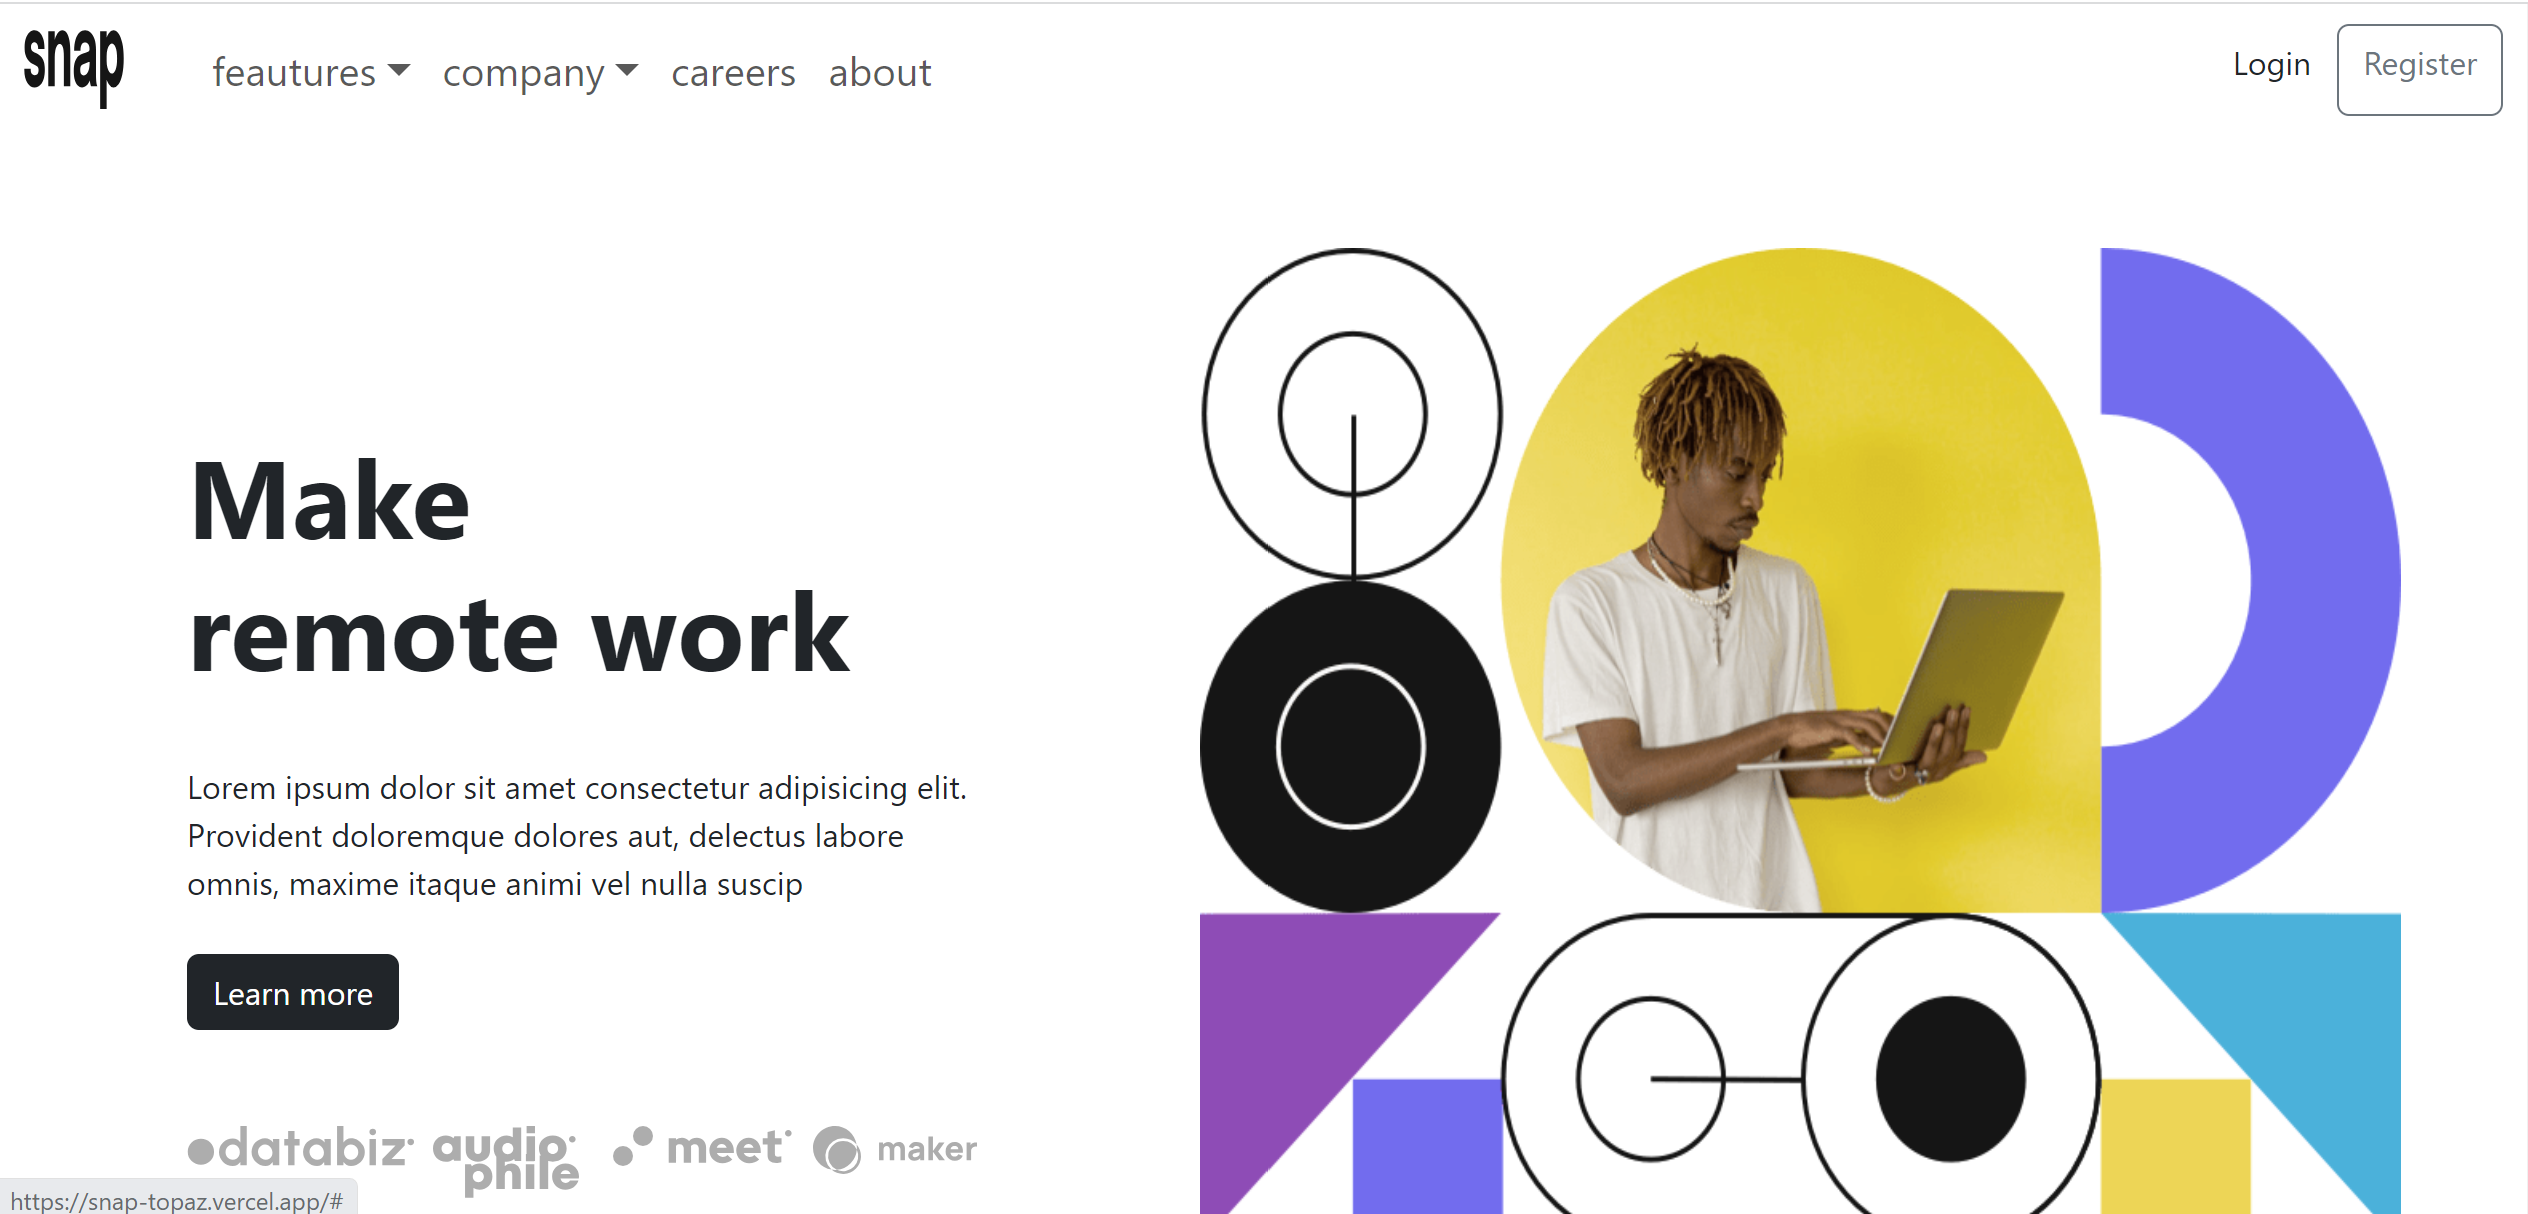 snap
feautures
company
careers
about
Login
Register
Make
remote work
Lorem ipsum dolor sit amet consectetur adipisicing elit.
Provident doloremque dolores aut, delectus labore
omnis, maxime itaque animi vel nulla suscip
Learn more
databiz
audiophile
meet
maker
https://snap-topaz.vercel.app/#